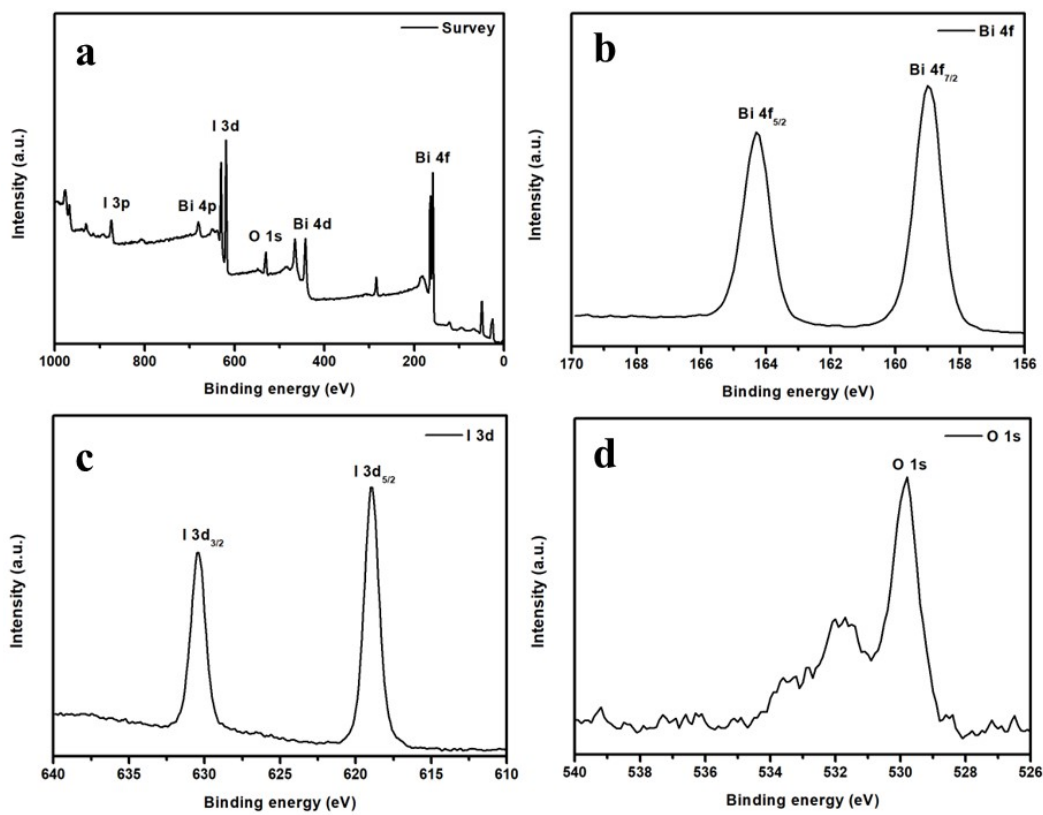 a
Survey
I 3d
Bi 4f
I 3p
Bi 4p
O 1s
Bi 4d
Intensity (a.u.)
1000 800 600 400 200 0
Binding energy (eV)
b
Bi 4f
Bi 4f7/2
Bi 4f5/2
Intensity (a.u.)
170 168 166 164 162 160 158 156
Binding energy (eV)
c
I 3d
I 3d5/2
I 3d3/2
Intensity (a.u.)
640 635 630 625 620 615 610
Binding energy (eV)
d
O 1s
O 1s
Intensity (a.u.)
540 538 536 534 532 530 528 526
Binding energy (eV)